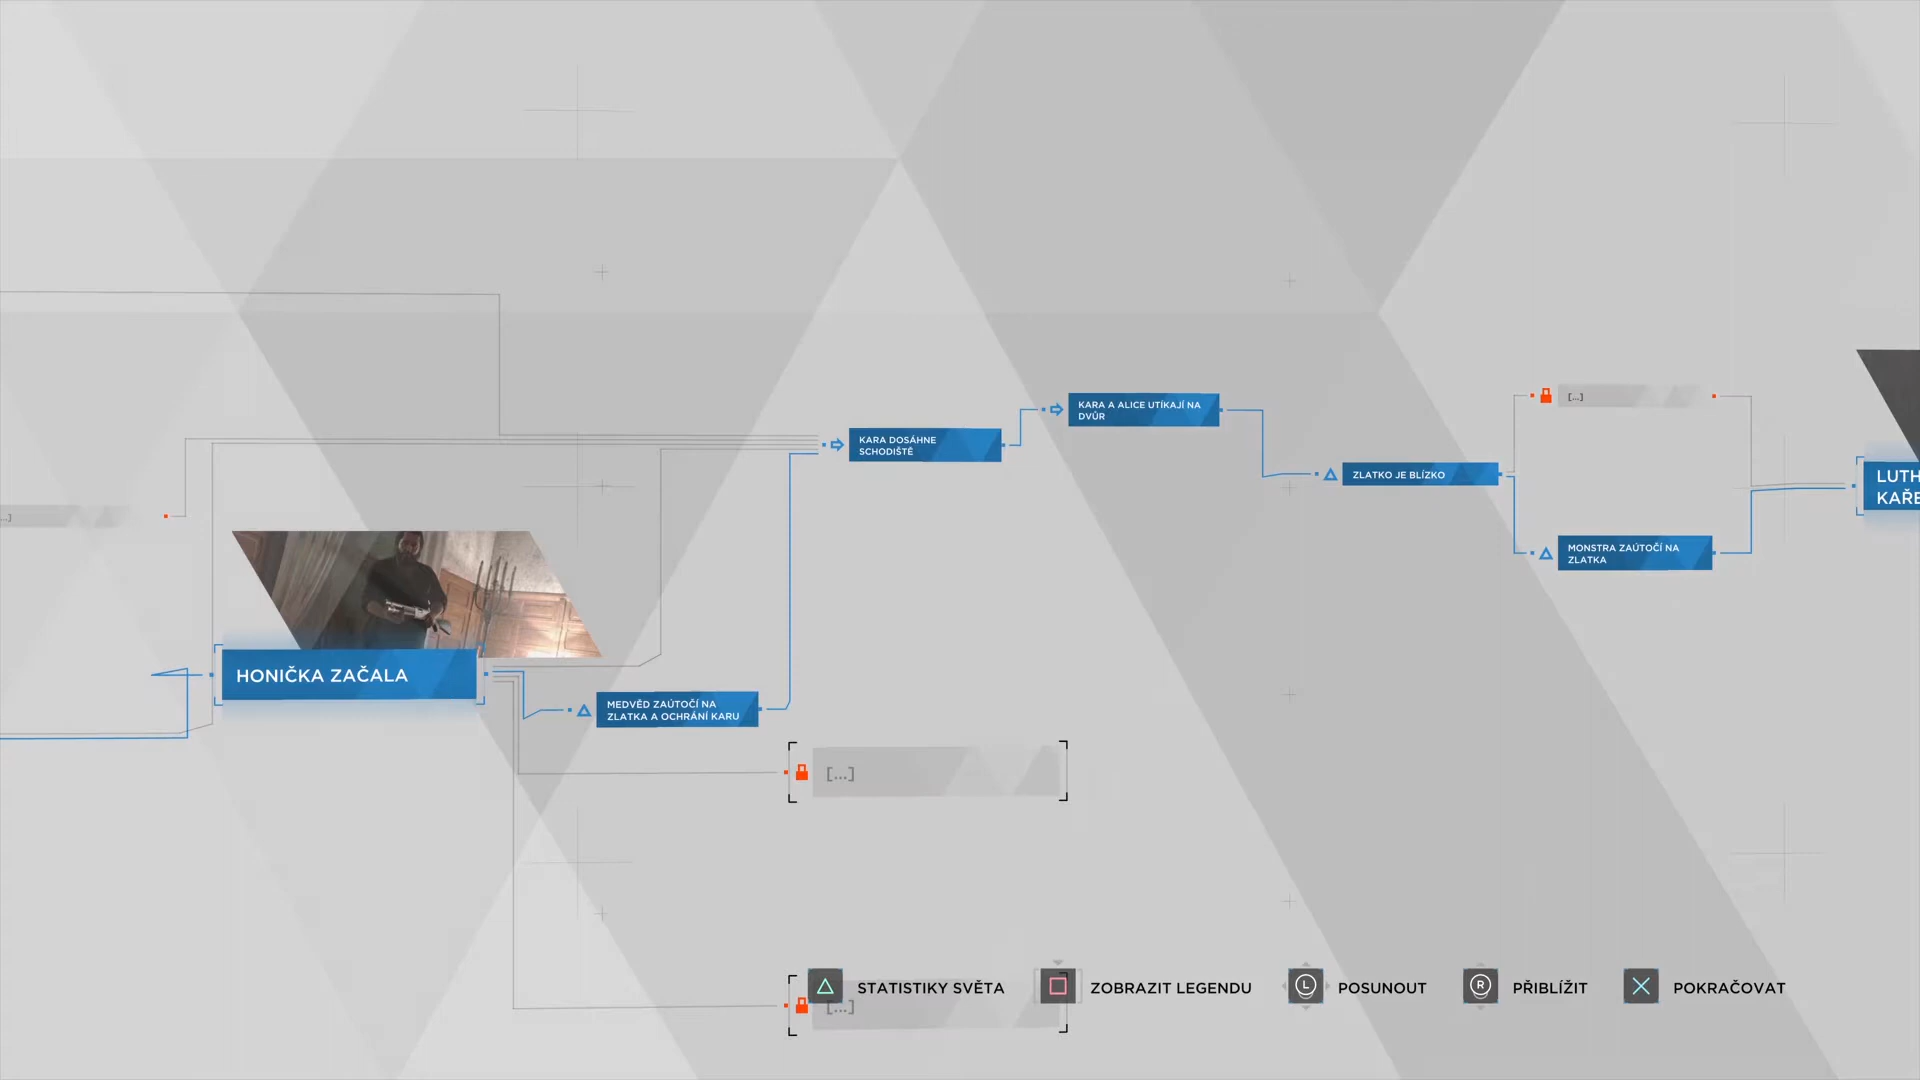 KARA A ALICE UTÍKAJÍ NA
DVŮR
[...]
KARA DOSÁHNE
SCHODIŠTĚ
ZLATKO JE BLÍZKO
LUTH
KAŘE
...]
MONSTRA ZAÚTOČÍ NA
ZLATKA
HONIČKA ZAČALA
MEDVĚD ZAÚTOČÍ NA
ZLATKA A OCHRÁNÍ KARU
[...]
STATISTIKY SVĚTA
ZOBRAZIT LEGENDU
L
POSUNOUT
R
PŘIBLÍŽIT
POKRAČOVAT
[...]